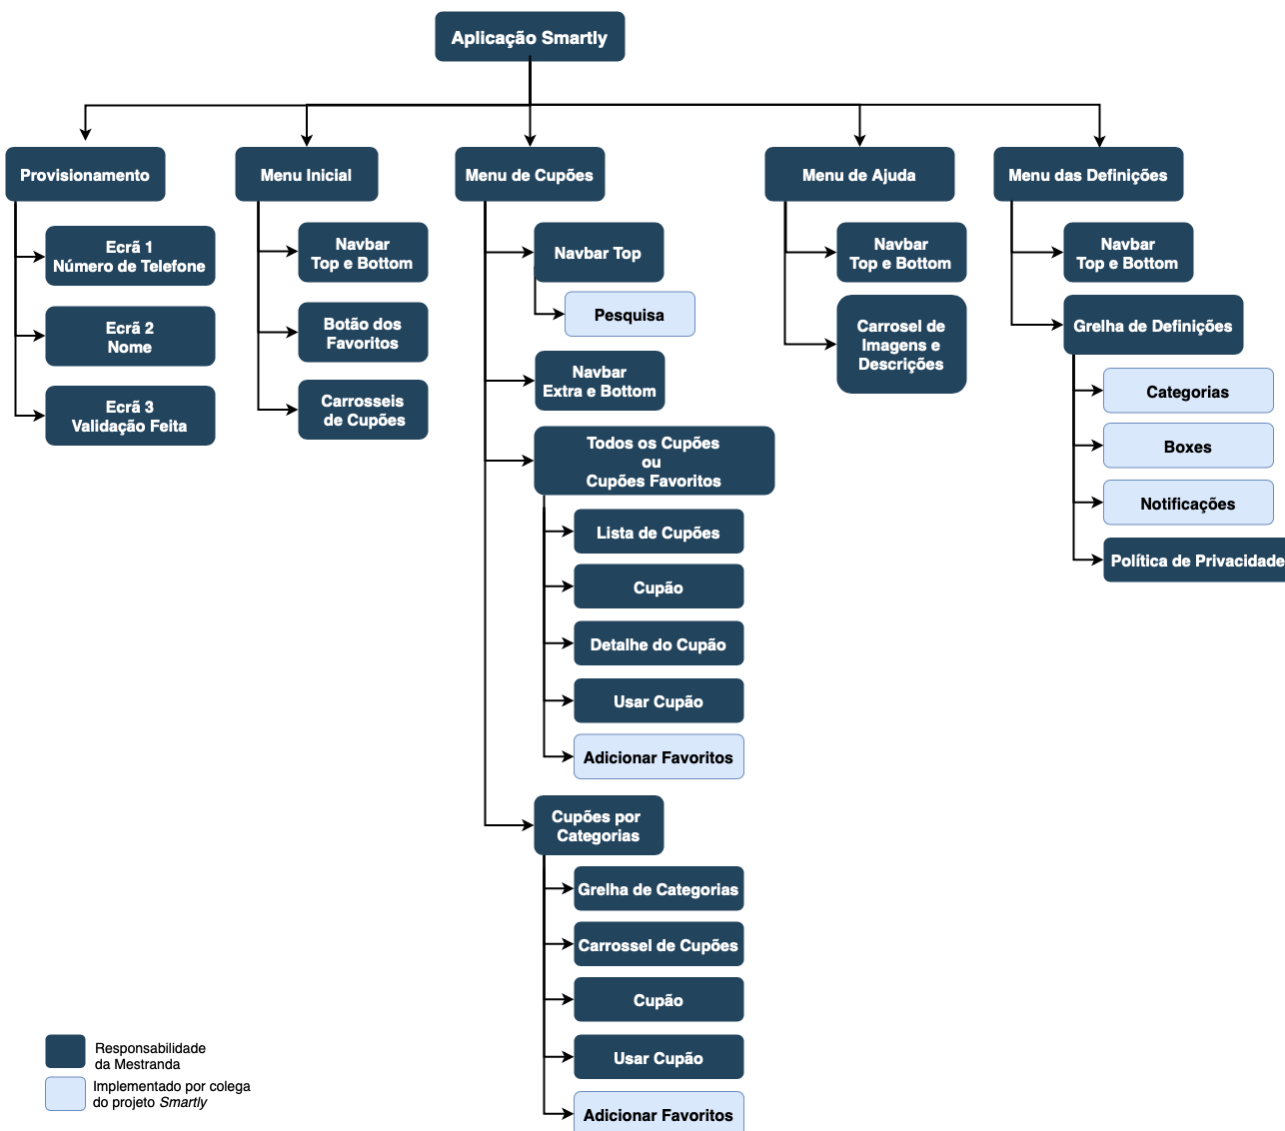 Aplicação Smartly
Provisionamento
Ecrã 1
Número de Telefone
Ecrã 2
Nome
Ecrã 3
Validação Feita
Menu Inicial
Navbar
Top e Bottom
Botão dos
Favoritos
Carrosseis
de Cupões
Menu de Cupões
Navbar Top
Pesquisa
Navbar
Extra e Bottom
Todos os Cupões
ou
Cupões Favoritos
Lista de Cupões
Cupão
Detalhe do Cupão
Usar Cupão
Adicionar Favoritos
Cupões por
Categorias
Grelha de Categorias
Carrossel de Cupões
Cupão
Usar Cupão
Adicionar Favoritos
Menu de Ajuda
Navbar
Top e Bottom
Carrosel de
Imagens e
Descrições
Menu das Definições
Navbar
Top e Bottom
Grelha de Definições
Categorias
Boxes
Notificações
Política de Privacidade
Responsabilidade
da Mestranda
Implementado por colega
do projeto Smartly